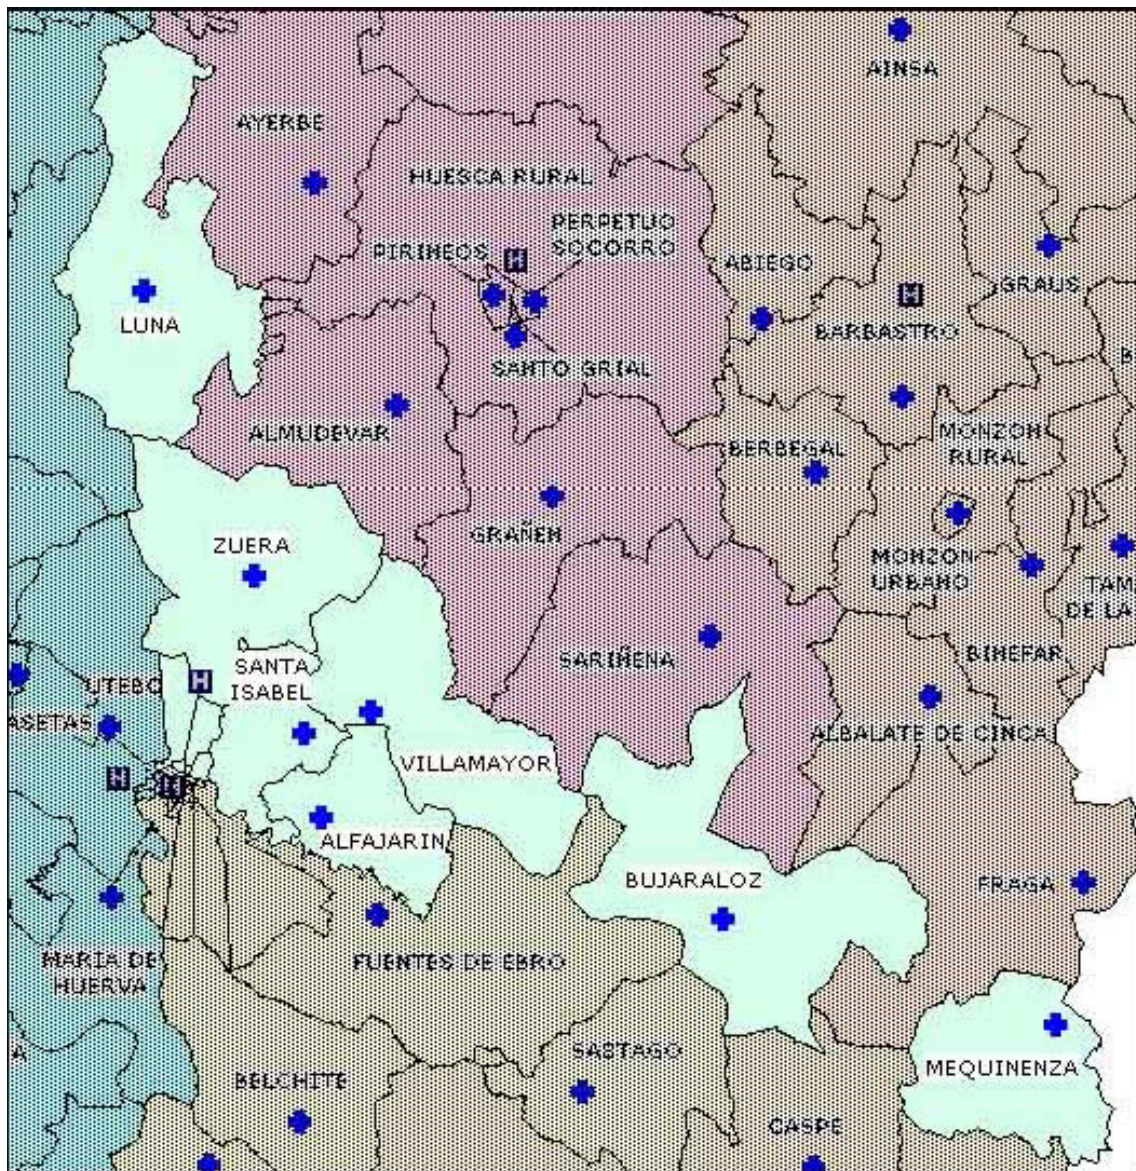 AINSA
AYERBE
HUESCA RURAL
PERPETUO
SOCORRO
PIRINEOS
ABIEGO
GRAUS
LUNA
BARBASTRO
B
SANTO GRIAL
ALMUDEVAR
MONZON
RURAL
BERBEGAL
GRAÑEN
ZUERA
MONZON
URBANO
TAM
DE LA
BINEFAR
SARIÑENA
SANTA
ISABEL
UTEBO
H
ASETAS
ALBALATE DE CINCA
VILLAMAYOR
H
H
ALFAJARIN
BUJARALOZ
FRAGA
MARIA DE
HUERVA
FUENTES DE EBRO
A
SASTAGO
MEQUINENZA
BELCHITE
CASPE
H
H